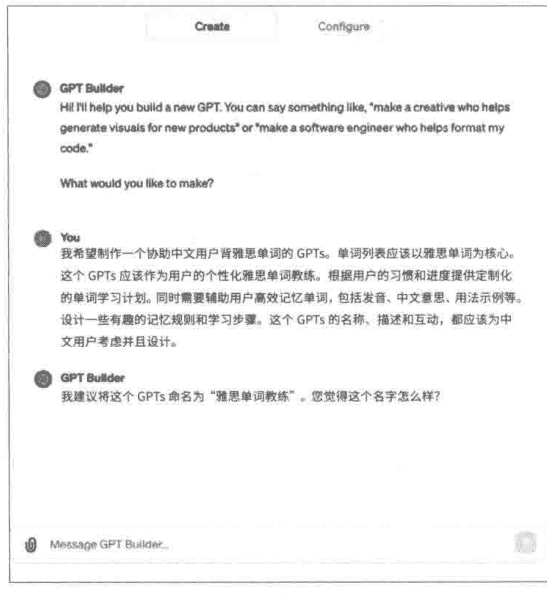 Create
Configure
GPT Builder
Hi! I'll help you build a new GPT. You can say something like, "make a creative who helps
generate visuals for new products" or "make a software engineer who helps format my
code."
What would you like to make?
You
我希望制作一个协助中文用户背雅思单词的 GPTs。单词列表应该以雅思单词为核心。
这个 GPTs 应该作为用户的个性化雅思单词教练。根据用户的习惯和进度提供定制化
的单词学习计划。同时需要辅助用户高效记忆单词，包括发音、中文意思、用法示例等。
设计一些有趣的记忆规则和学习步骤。这个 GPTs 的名称、描述和互动，都应该为中
文用户考虑并且设计。
GPT Builder
我建议将这个 GPTs 命名为“雅思单词教练”。您觉得这个名字怎么样？
Message GPT Builder...